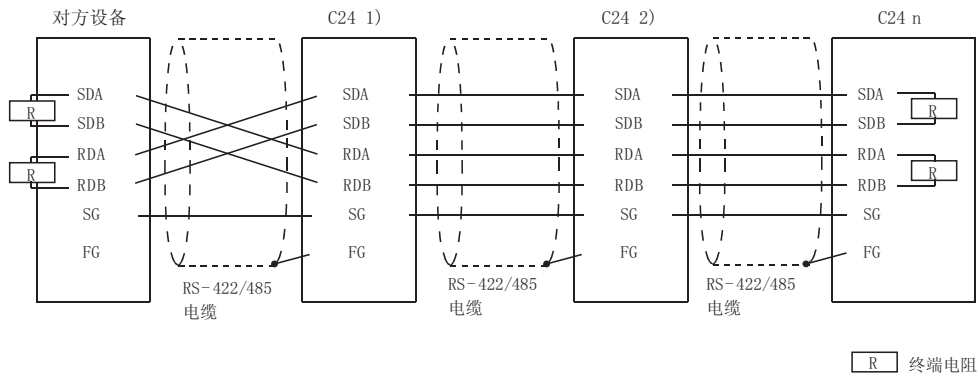 对方设备 C24 1) C24 2) C24 n
SDA SDA SDA SDA
R R
SDB SDB SDB SDB
RDA RDA RDA RDA
R R
RDB RDB RDB RDB
SG SG SG SG
FG FG FG FG
RS-422/485 RS-422/485 RS-422/485
电缆 电缆 电缆
R 终端电阻